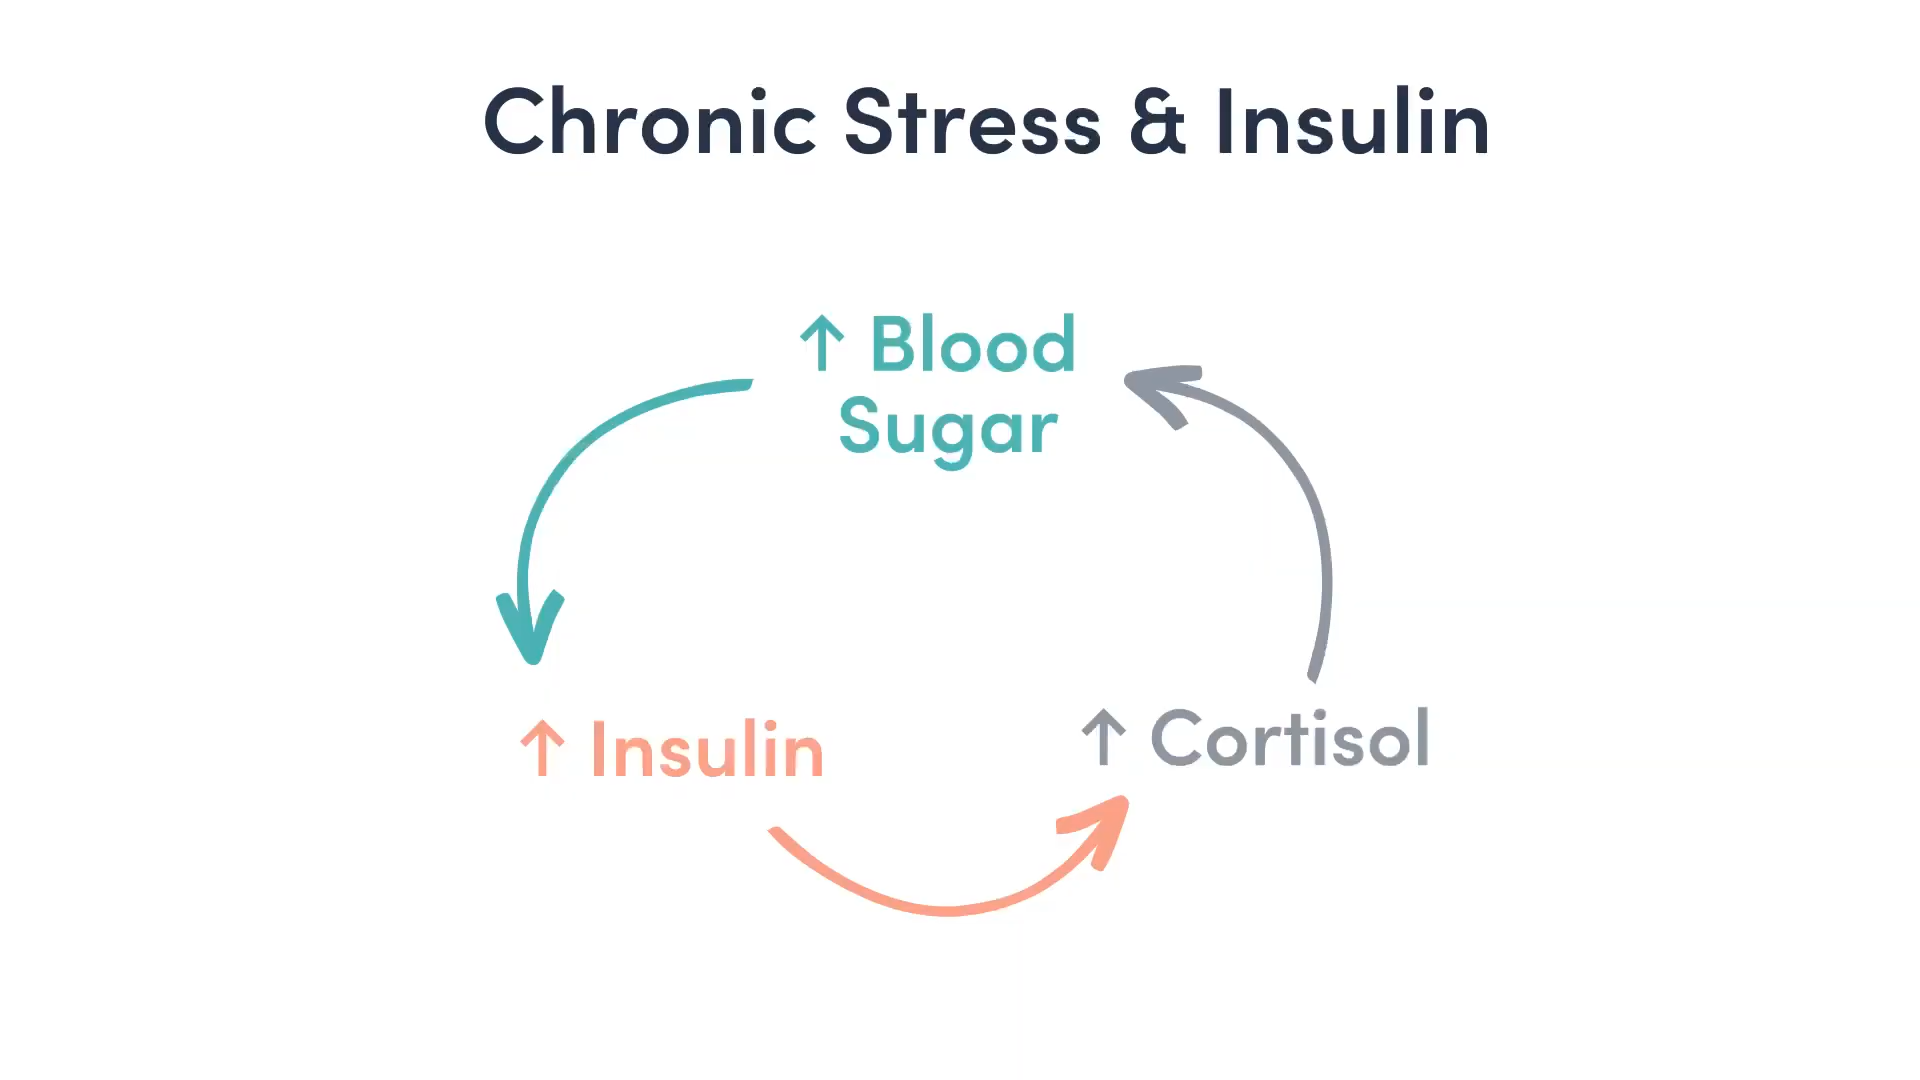 Chronic Stress & Insulin
↑ Blood
Sugar
↑ Insulin
↑ Cortisol